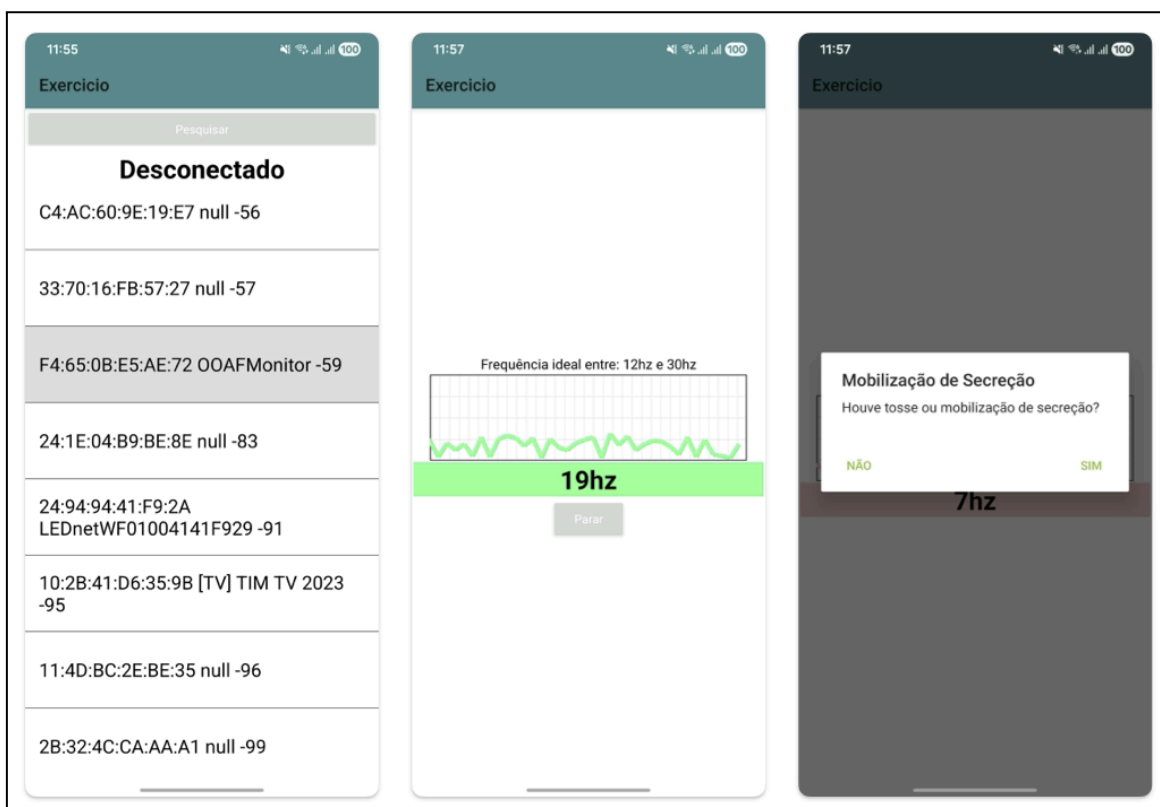 11:55
100
Exercicio
Pesquisar
Desconectado
C4:AC:60:9E:19:E7 null -56
33:70:16:FB:57:27 null -57
F4:65:0B:E5:AE:72 OOAFMonitor -59
24:1E:04:B9:BE:8E null -83
24:94:94:41:F9:2A
LEDnetWF01004141F929 -91
10:2B:41:D6:35:9B [TV] TIM TV 2023
-95
11:4D:BC:2E:BE:35 null -96
2B:32:4C:CA:AA:A1 null -99
11:57
100
Exercicio
Frequência ideal entre: 12hz e 30hz
19hz
Parar
11:57
100
Exercicio
Mobilização de Secreção
Houve tosse ou mobilização de secreção?
NÃO SIM
7hz